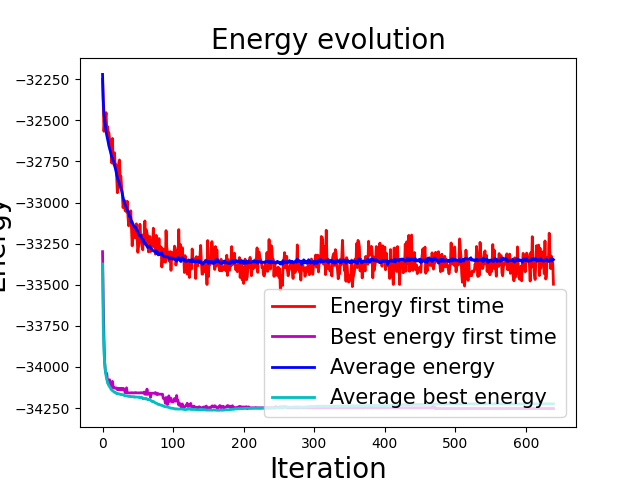 Energy evolution
Energy
−32250
−32500
−32750
−33000
−33250
−33500
−33750
−34000
−34250
0
100
200
300
400
500
600
Iteration
Energy first time
Best energy first time
Average energy
Average best energy